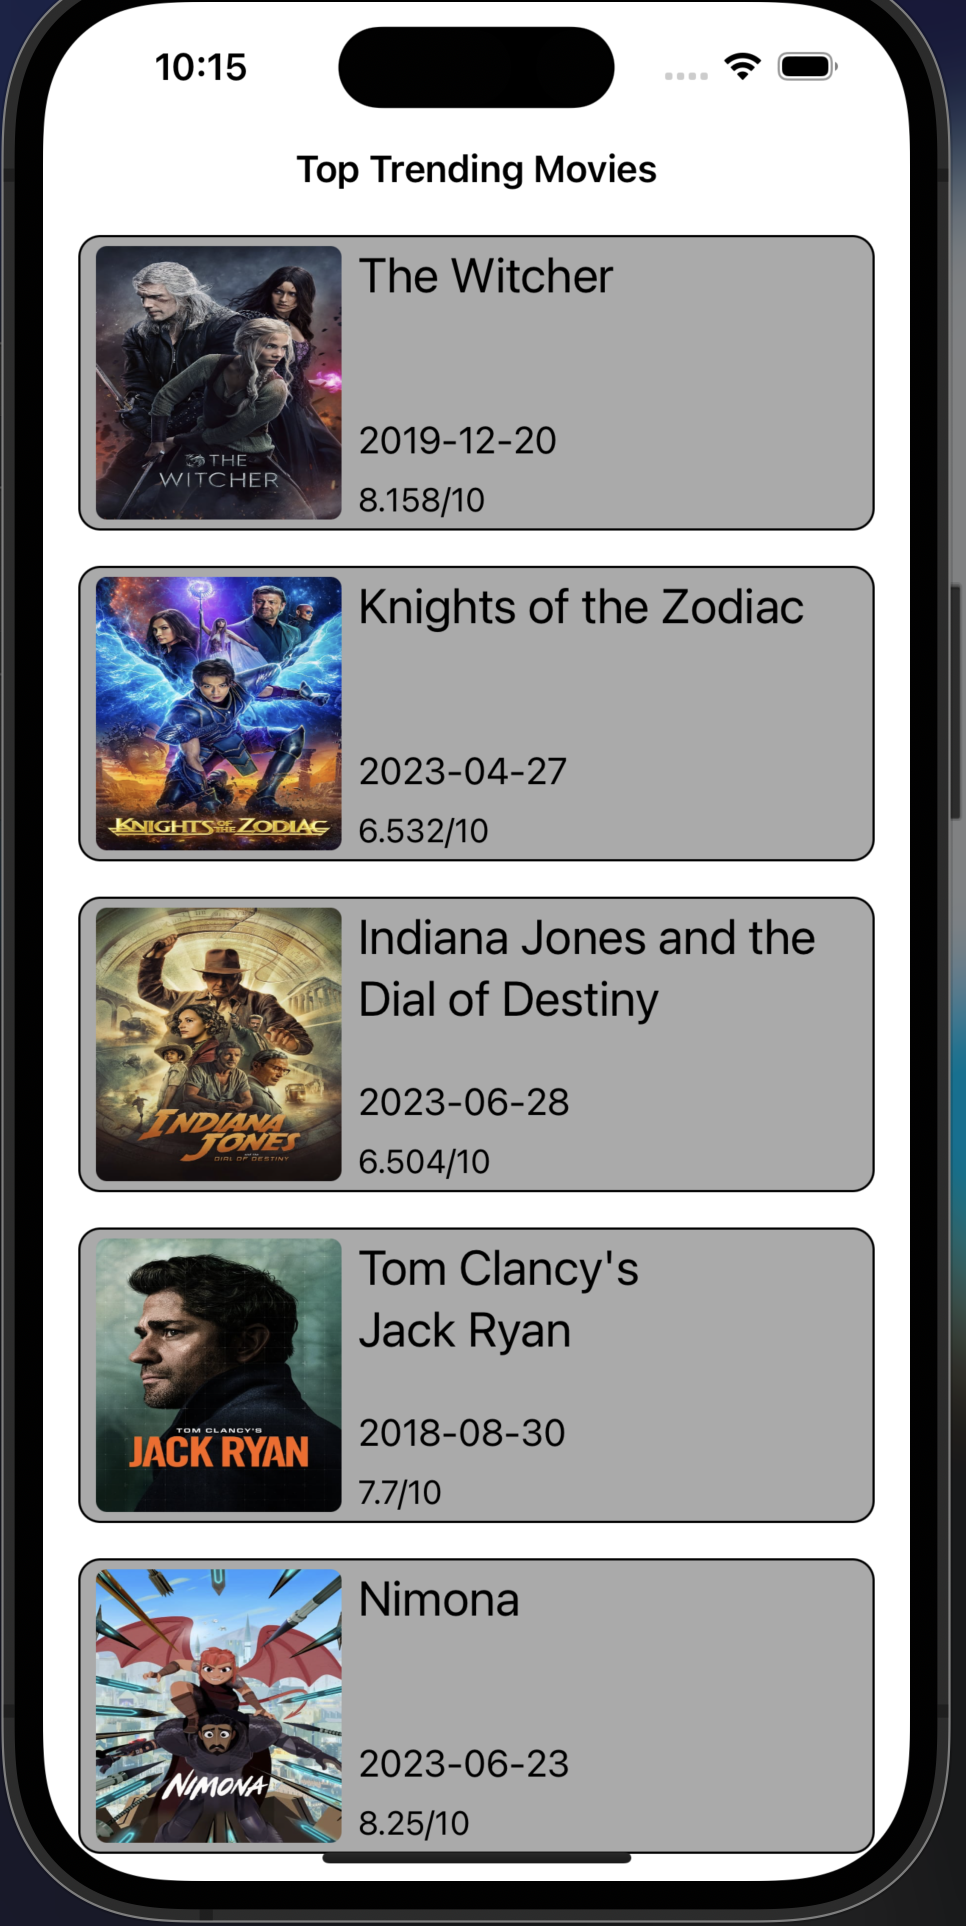 10:15
Top Trending Movies
The Witcher
2019-12-20
8.158/10
THE
WITCHER
Knights of the Zodiac
2023-04-27
6.532/10
KNIGHTS OF THE ZODIAC
Indiana Jones and the
Dial of Destiny
2023-06-28
6.504/10
INDIANA
JONES
DIAL OF DESTINY
Tom Clancy's
Jack Ryan
2018-08-30
7.7/10
TOM CLANCY'S
JACK RYAN
Nimona
2023-06-23
8.25/10
NIMONA